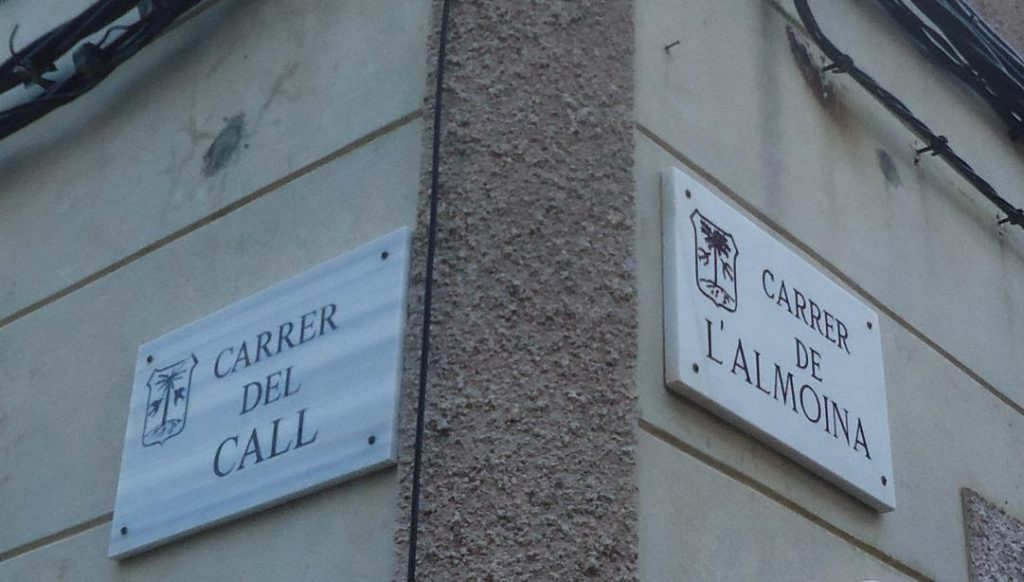 CARRER
DEL
CALL
CARRER
DE
L'ALMOINA